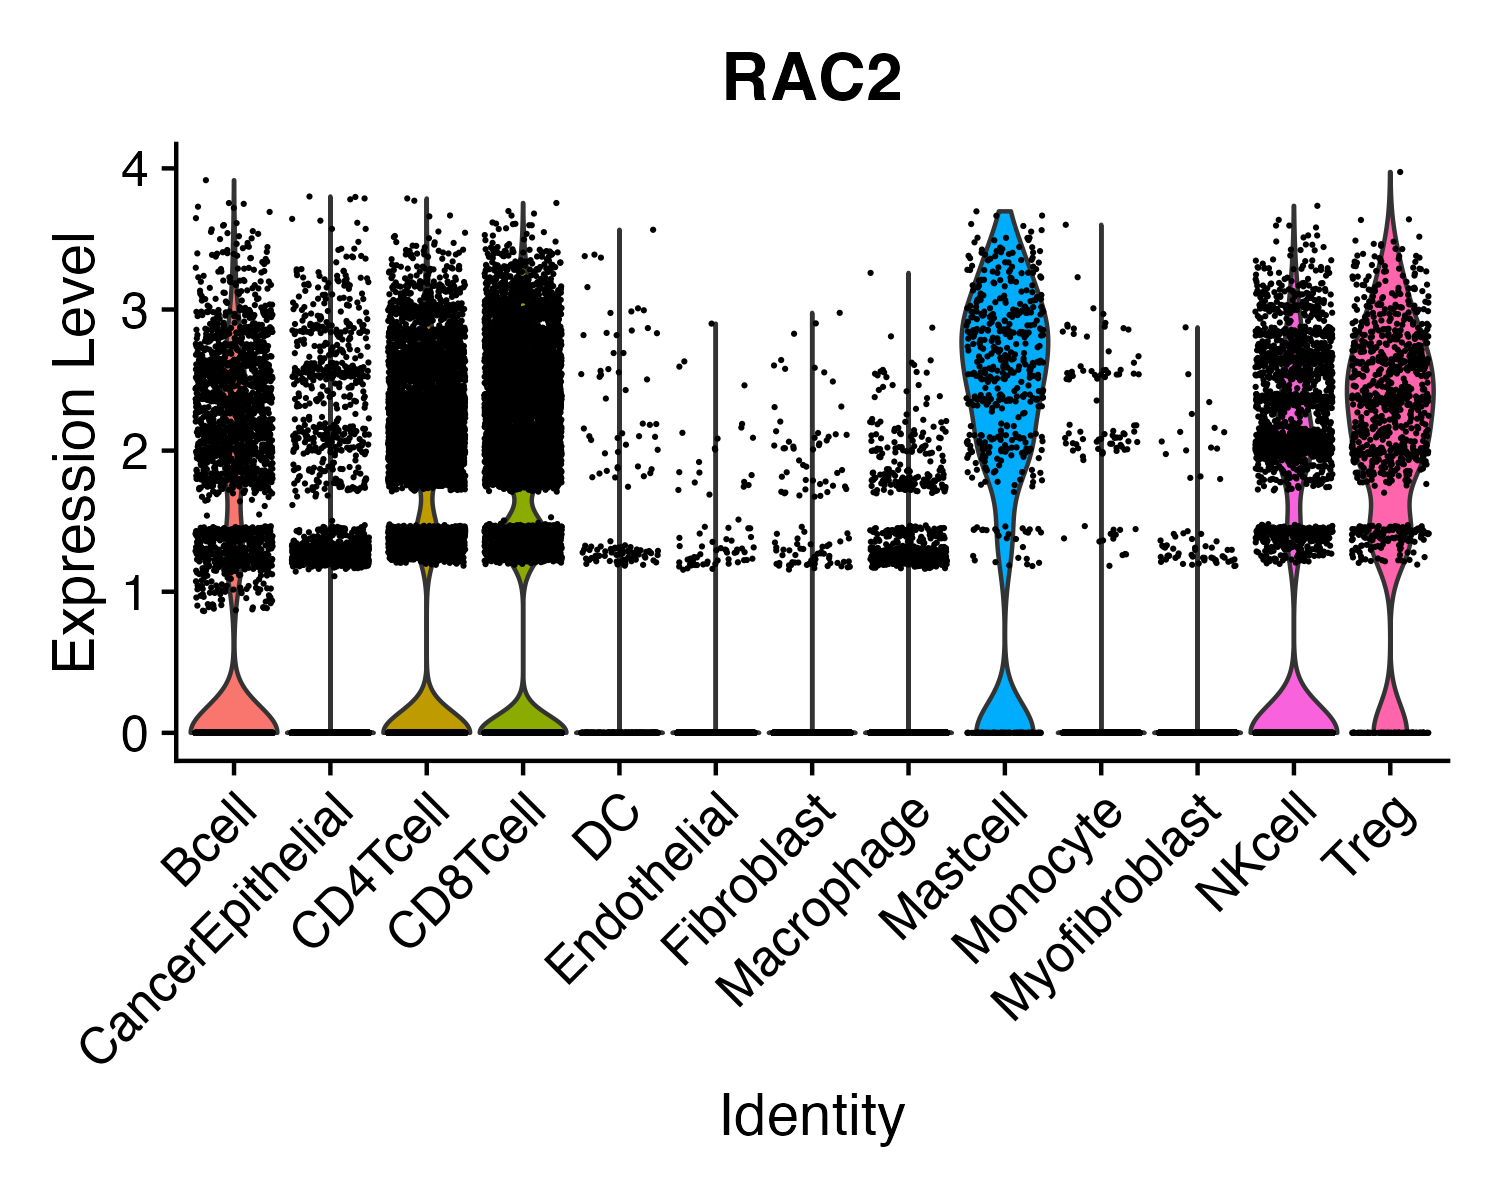 RAC2
Expression Level
4
3
2
1
0
Bcell
CancerEpithelial
CD4Tcell
CD8Tcell
DC
Endothelial
Fibroblast
Macrophage
Mastcell
Monocyte
Myofibroblast
NKcell
Treg
Identity